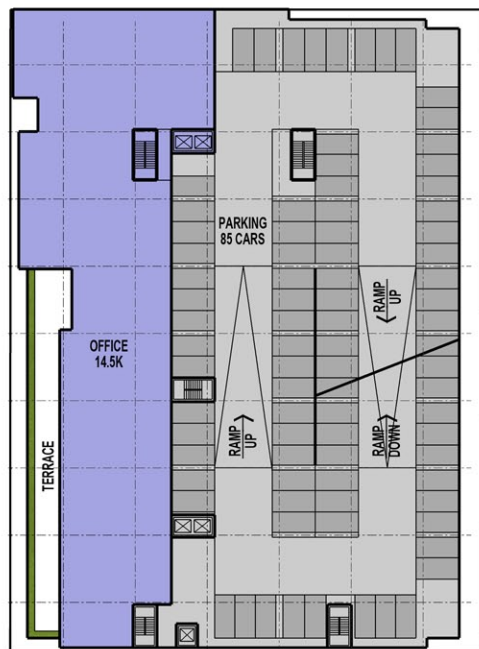 PARKING
85 CARS
RAMP
UP
OFFICE
14.5K
RAMP
UP
RAMP
DOWN
TERRACE